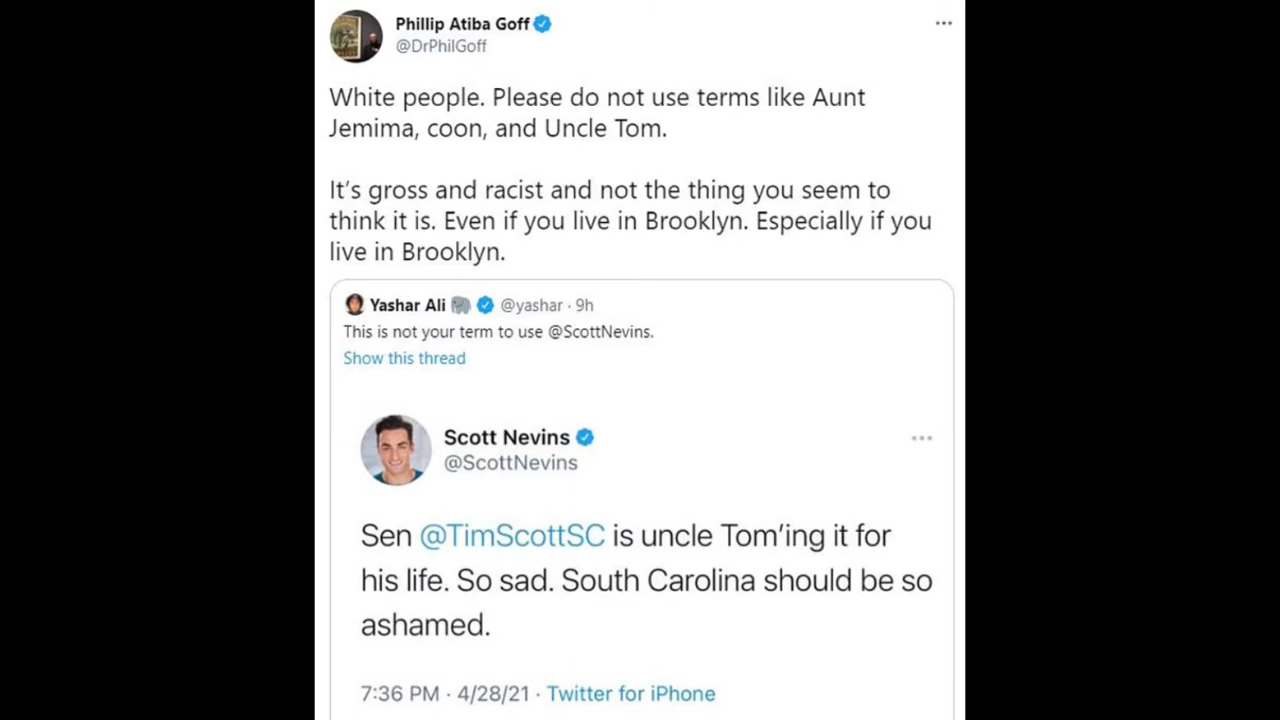 Phillip Atiba Goff
@DrPhilGoff
White people. Please do not use terms like Aunt
Jemima, coon, and Uncle Tom.
It's gross and racist and not the thing you seem to
think it is. Even if you live in Brooklyn. Especially if you
live in Brooklyn.
Yashar Ali 🐘 @yashar · 9h
This is not your term to use @ScottNevins.
Show this thread
Scott Nevins
@ScottNevins
Sen @TimScottSC is uncle Tom'ing it for
his life. So sad. South Carolina should be so
ashamed.
7:36 PM · 4/28/21 · Twitter for iPhone